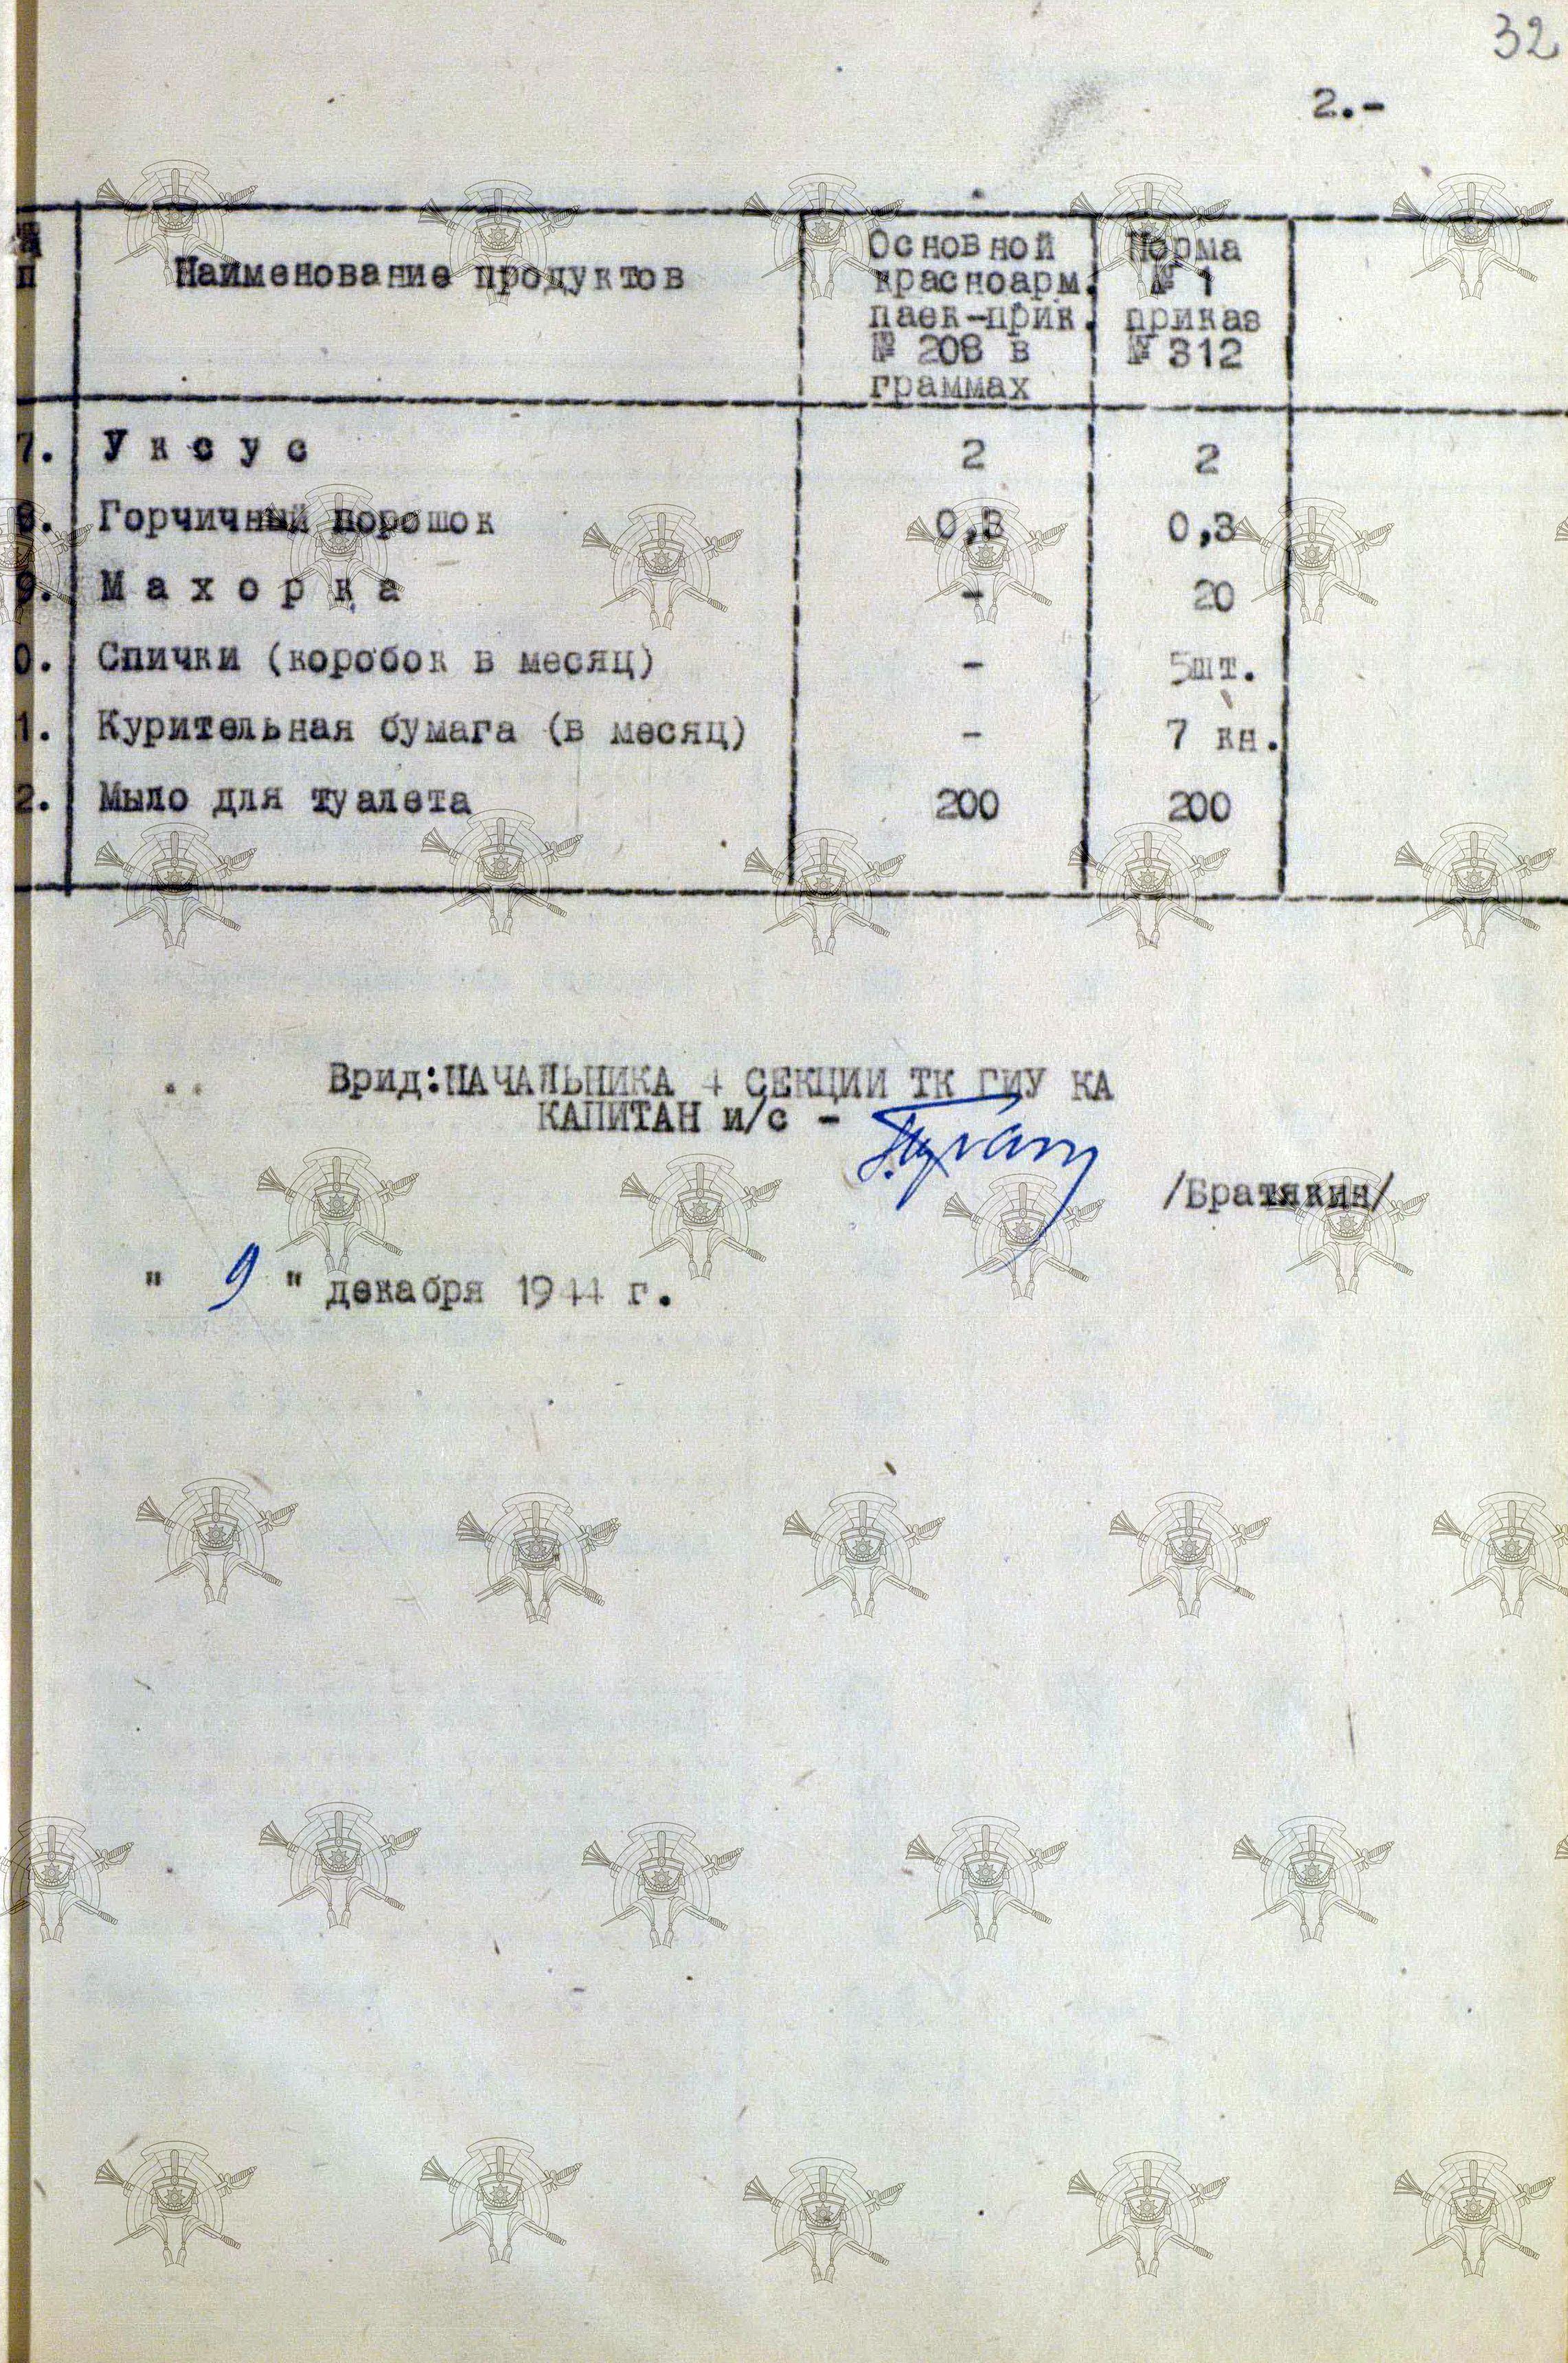 32
2.-
п
Наименование продуктов
Основной
красноарм.
паек-прик.
№ 208 в
граммах
Норма
№ 1
приказ
№ 312
7. Уксус 2 2
8. Горчичный порошок 0,3 0,3
9. Махорка - 20
0. Спички (коробок в месяц) - 5шт.
1. Курительная бумага (в месяц) - 7 кн.
2. Мыло для туалета 200 200
Врид:НАЧАЛЬНИКА 4 СЕКЦИИ ТК ГИУ КА
КАПИТАН и/с -
/Братякин/
" 9 " декабря 1944 г.